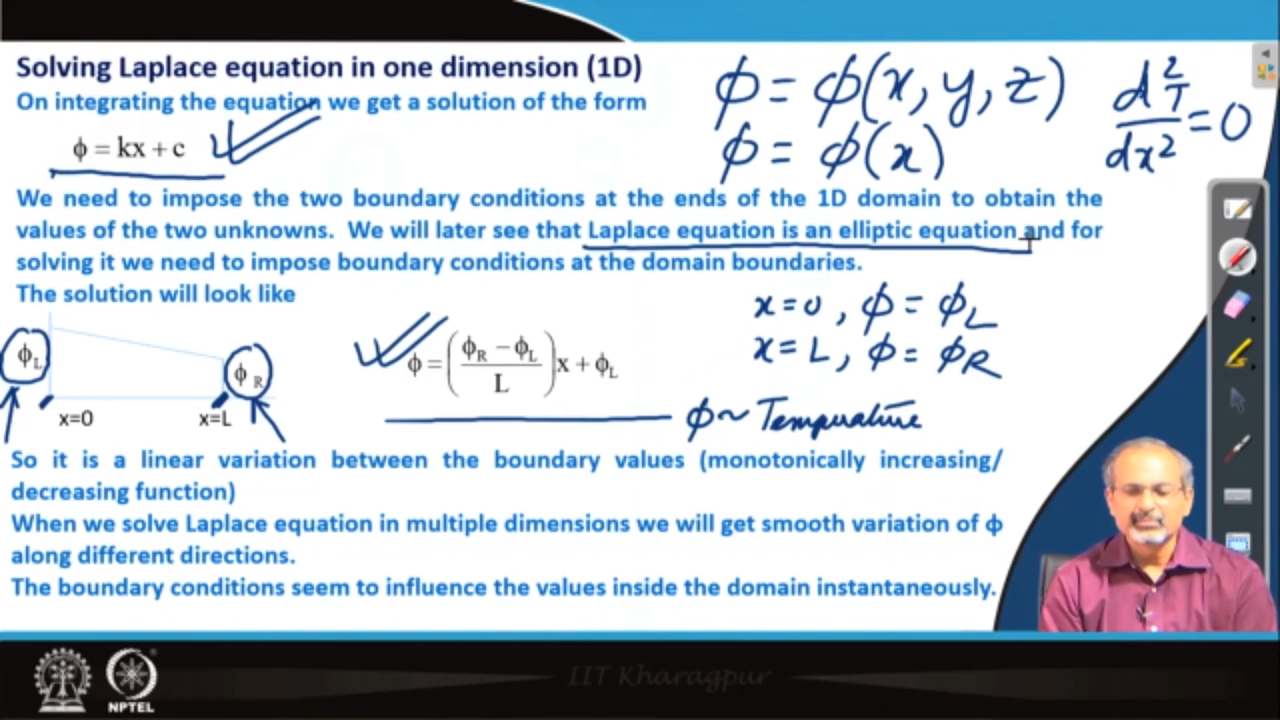 Solving Laplace equation in one dimension (1D)
On integrating the equation we get a solution of the form
ϕ = kx + c
ϕ = ϕ(x, y, z)
ϕ = ϕ(x)
d²T/dx² = 0
We need to impose the two boundary conditions at the ends of the 1D domain to obtain the
values of the two unknowns. We will later see that Laplace equation is an elliptic equation and for
solving it we need to impose boundary conditions at the domain boundaries.
The solution will look like
x=0, ϕ = ϕL
x=L, ϕ = ϕR
ϕL
ϕR
x=0
x=L
ϕ = ((ϕR − ϕL)/L) x + ϕL
ϕ ~ Temperature
So it is a linear variation between the boundary values (monotonically increasing/
decreasing function)
When we solve Laplace equation in multiple dimensions we will get smooth variation of ϕ
along different directions.
The boundary conditions seem to influence the values inside the domain instantaneously.
NPTEL
IIT Kharagpur